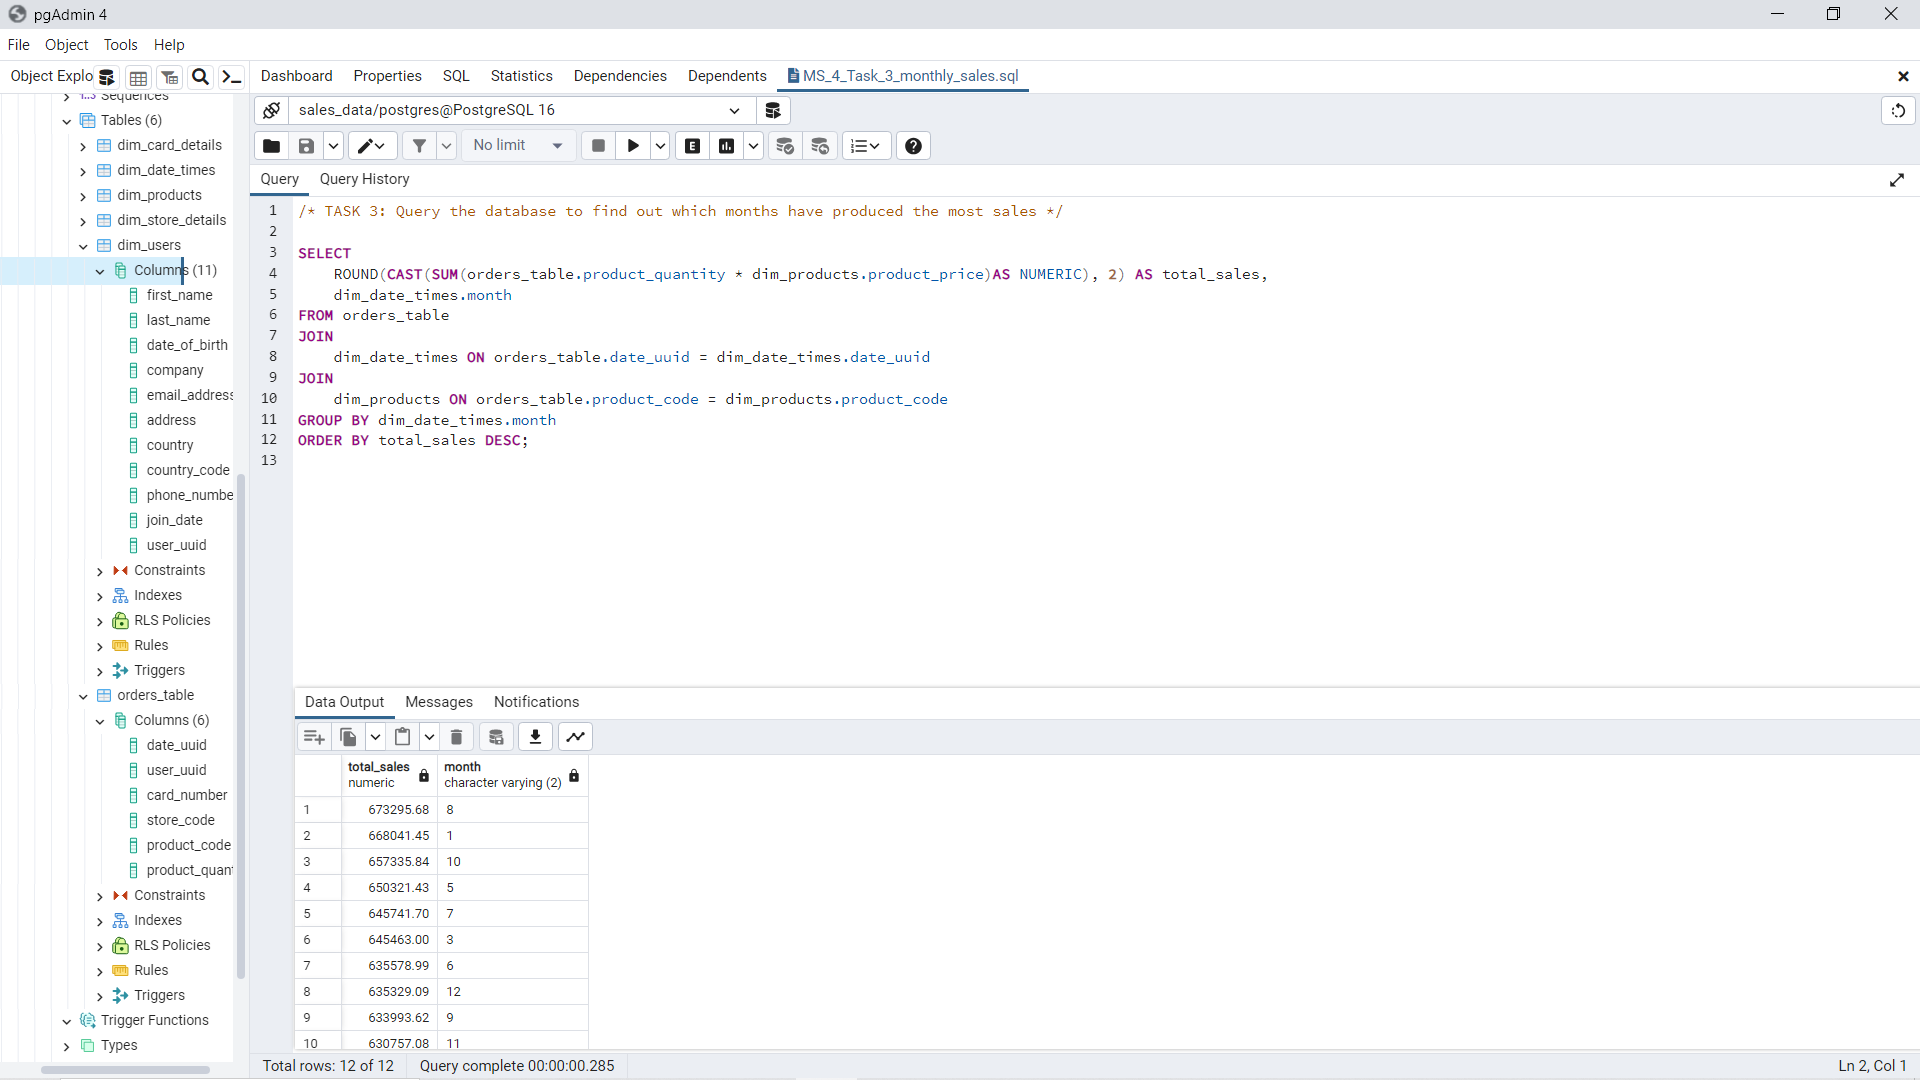 pgAdmin 4
File Object Tools Help
Object Explo
Dashboard Properties SQL Statistics Dependencies Dependents MS_4_Task_3_monthly_sales.sql
Sequences
Tables (6)
dim_card_details
dim_date_times
dim_products
dim_store_details
dim_users
Columns (11)
first_name
last_name
date_of_birth
company
email_address
address
country
country_code
phone_numbe
join_date
user_uuid
Constraints
Indexes
RLS Policies
Rules
Triggers
orders_table
Columns (6)
date_uuid
user_uuid
card_number
store_code
product_code
product_quant
Constraints
Indexes
RLS Policies
Rules
Triggers
Trigger Functions
Types
sales_data/postgres@PostgreSQL 16
No limit
E
Query Query History
1 /* TASK 3: Query the database to find out which months have produced the most sales */
2
3 SELECT
4 ROUND(CAST(SUM(orders_table.product_quantity * dim_products.product_price)AS NUMERIC), 2) AS total_sales,
5 dim_date_times.month
6 FROM orders_table
7 JOIN
8 dim_date_times ON orders_table.date_uuid = dim_date_times.date_uuid
9 JOIN
10 dim_products ON orders_table.product_code = dim_products.product_code
11 GROUP BY dim_date_times.month
12 ORDER BY total_sales DESC;
13
Data Output Messages Notifications
total_sales month
numeric character varying (2)
1 673295.68 8
2 668041.45 1
3 657335.84 10
4 650321.43 5
5 645741.70 7
6 645463.00 3
7 635578.99 6
8 635329.09 12
9 633993.62 9
10 630757.08 11
Total rows: 12 of 12 Query complete 00:00:00.285 Ln 2, Col 1